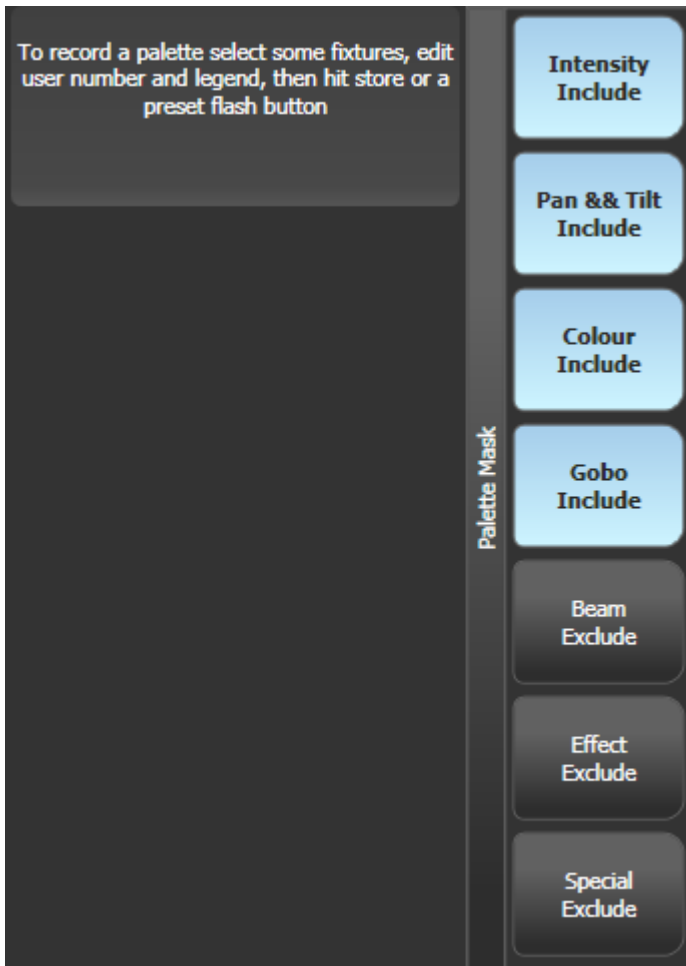 To record a palette select some fixtures, edit
user number and legend, then hit store or a
preset flash button
Palette Mask
Intensity
Include
Pan && Tilt
Include
Colour
Include
Gobo
Include
Beam
Exclude
Effect
Exclude
Special
Exclude